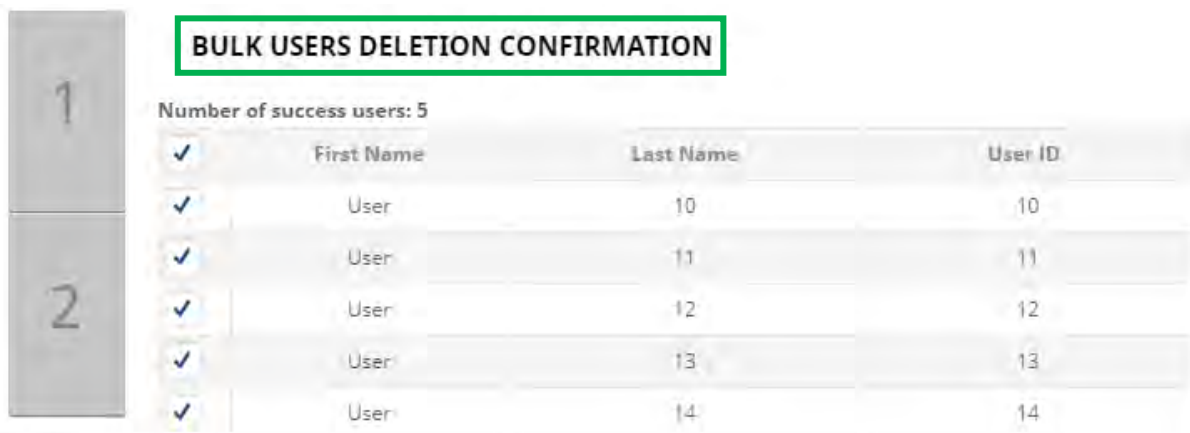 1
2
BULK USERS DELETION CONFIRMATION
Number of success users: 5
First Name Last Name User ID
User 10 10
User 11 11
User 12 12
User 13 13
User 14 14